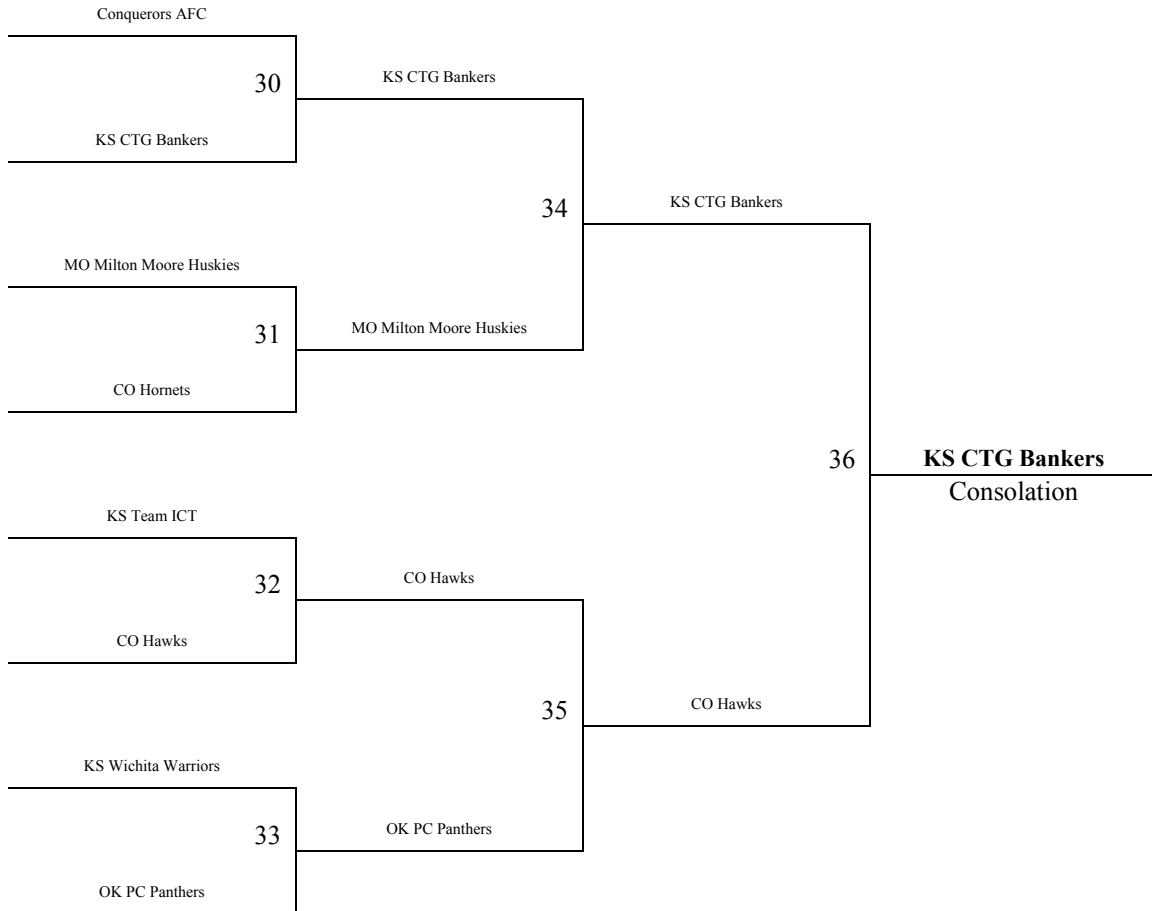 Conquerors AFC
30
KS CTG Bankers
KS CTG Bankers
34
KS CTG Bankers
MO Milton Moore Huskies
31
MO Milton Moore Huskies
CO Hornets
36
KS CTG Bankers
Consolation
KS Team ICT
32
CO Hawks
CO Hawks
35
CO Hawks
KS Wichita Warriors
33
OK PC Panthers
OK PC Panthers